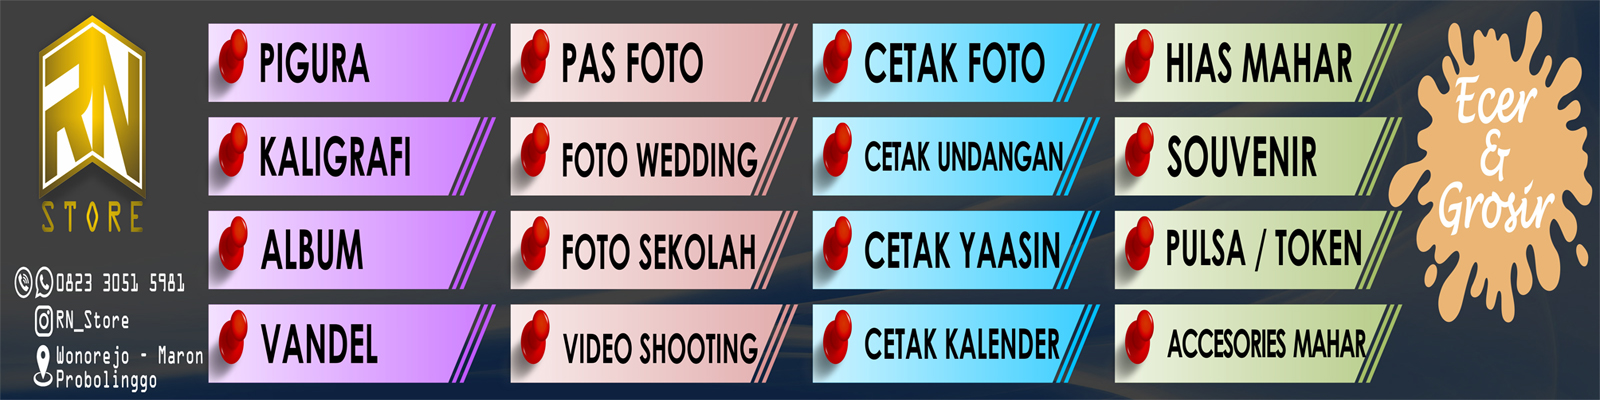 RN
STORE
0823 3051 5981
RN_Store
Wonorejo - Maron
Probolinggo
PIGURA
KALIGRAFI
ALBUM
VANDEL
PAS FOTO
FOTO WEDDING
FOTO SEKOLAH
VIDEO SHOOTING
CETAK FOTO
CETAK UNDANGAN
CETAK YAASIN
CETAK KALENDER
HIAS MAHAR
SOUVENIR
PULSA / TOKEN
ACCESORIES MAHAR
Ecer
&
Grosir